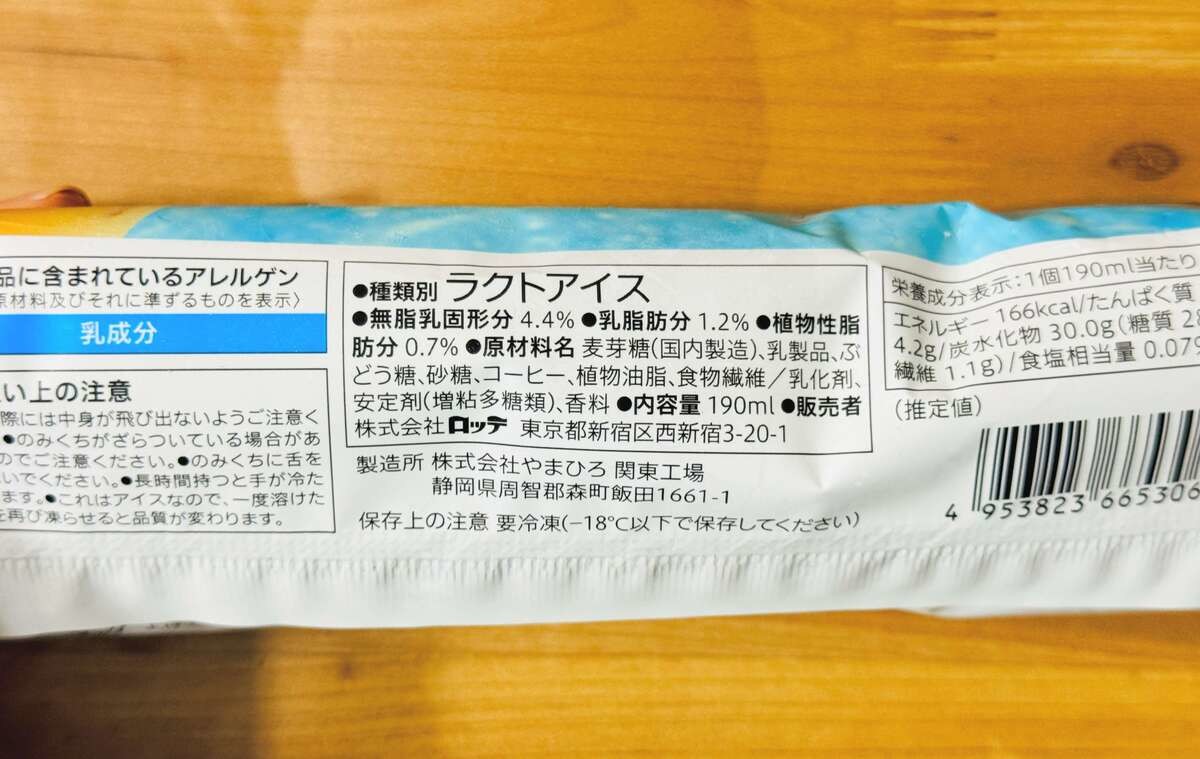 品に含まれているアレルゲン
原材料及びそれに準ずるものを表示〉
乳成分
い上の注意
際には中身が飛び出ないようご注意く
●のみくちがざらついている場合があ
のでご注意ください。●のみくちに舌を
いでください。●長時間持つと手が冷た
ます。●これはアイスなので、一度溶けた
を再び凍らせると品質が変わります。
●種類別 ラクトアイス
●無脂乳固形分 4.4% ●乳脂肪分 1.2% ●植物性脂
肪分 0.7% ●原材料名 麦芽糖(国内製造)、乳製品、ぶ
どう糖、砂糖、コーヒー、植物油脂、食物繊維/乳化剤、
安定剤(増粘多糖類)、香料 ●内容量 190ml ●販売者
株式会社ロッテ 東京都新宿区西新宿3-20-1
製造所 株式会社やまひろ 関東工場
静岡県周智郡森町飯田1661-1
保存上の注意 要冷凍(−18℃以下で保存してください)
栄養成分表示:1個190ml当たり
エネルギー 166kcal/たんぱく質
4.2g/炭水化物 30.0g(糖質 2
繊維 1.1g)/食塩相当量 0.079
(推定値)
4 953823 665306